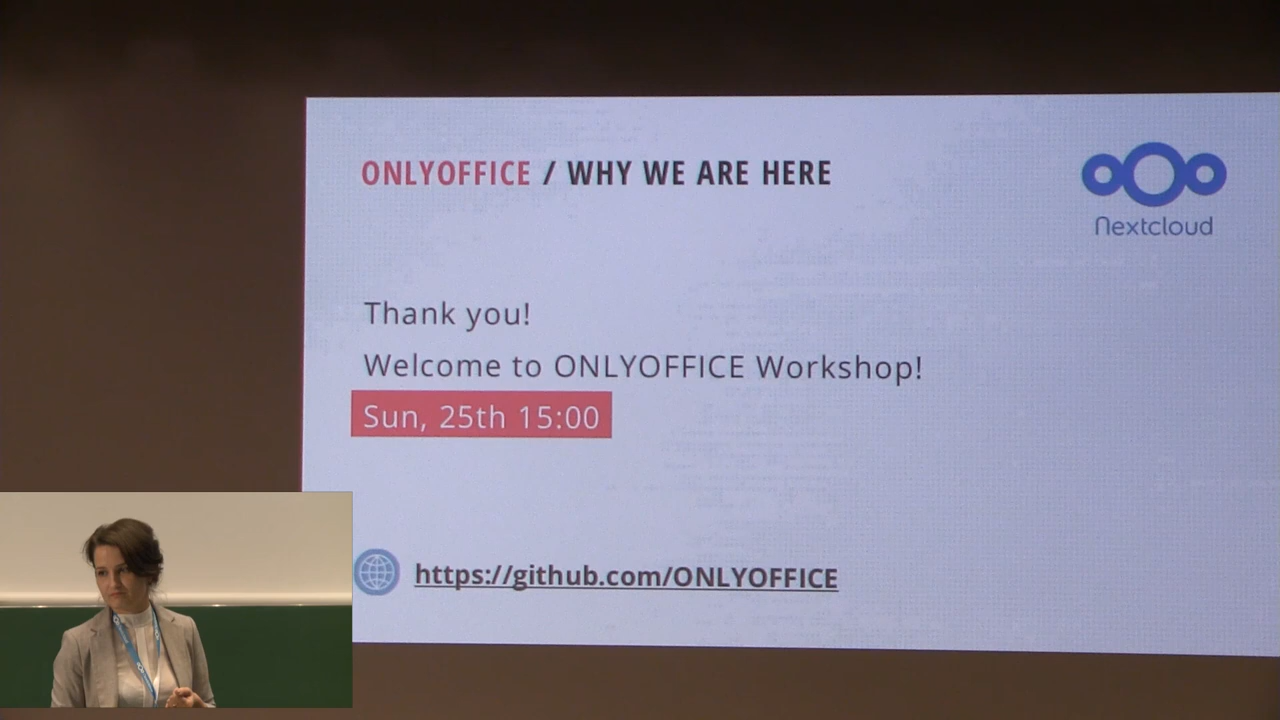 ONLYOFFICE / WHY WE ARE HERE
Nextcloud
Thank you!
Welcome to ONLYOFFICE Workshop!
Sun, 25th 15:00
https://github.com/ONLYOFFICE